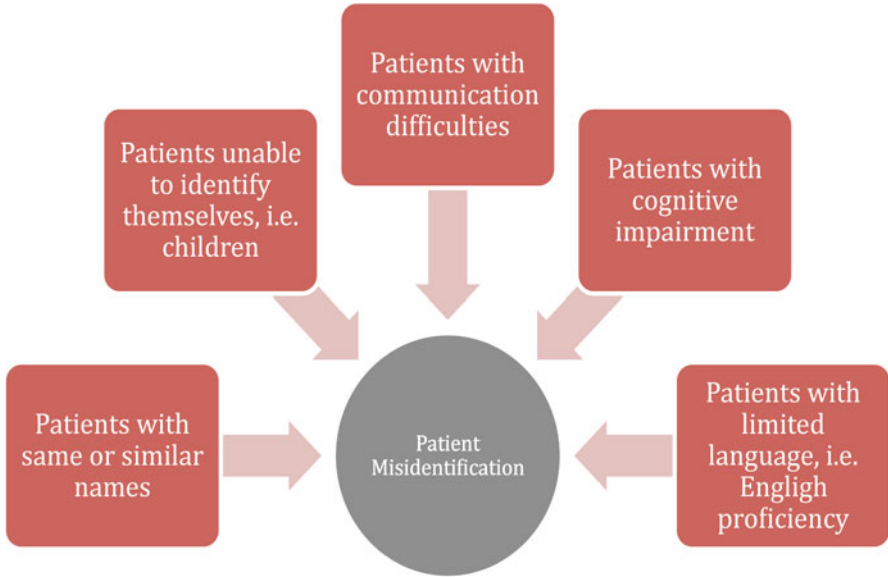 Patients with
communication
difficulties
Patients unable
to identify
themselves, i.e.
children
Patients with
cognitive
impairment
Patients with
same or similar
names
Patient
Misidentification
Patients with
limited
language, i.e.
Engligh
proficiency